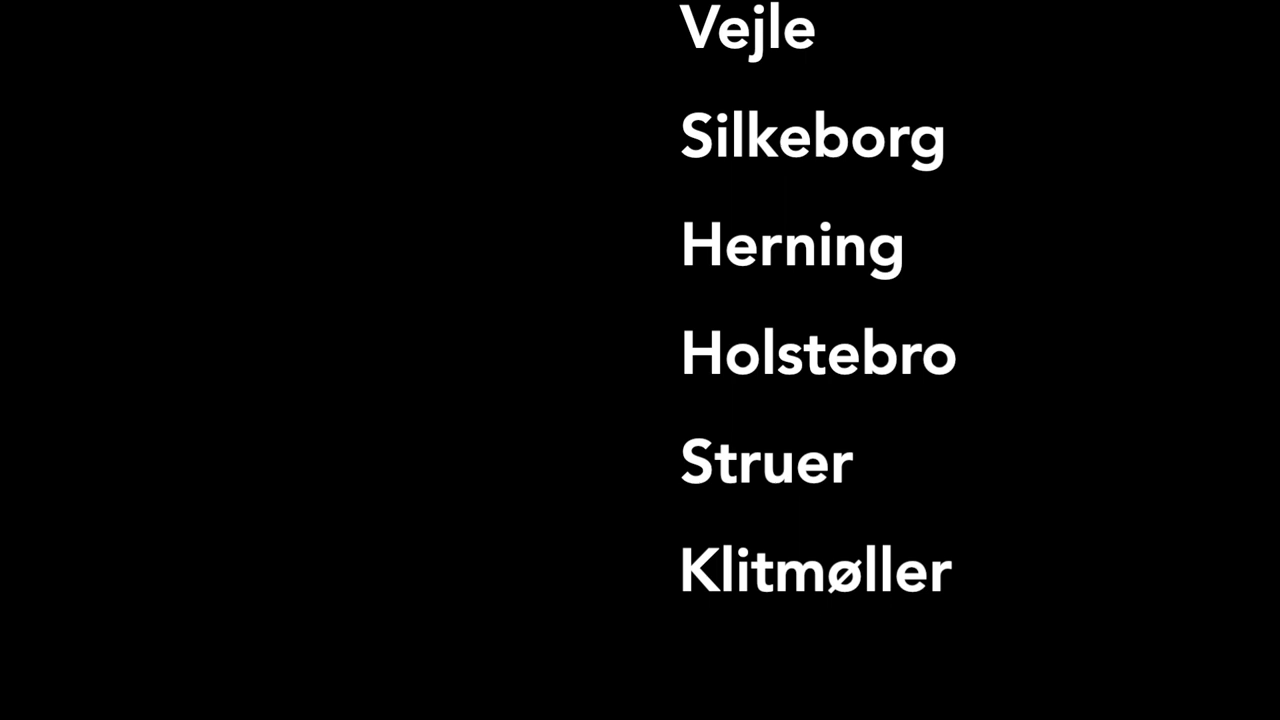 Vejle
Silkeborg
Herning
Holstebro
Struer
Klitmøller